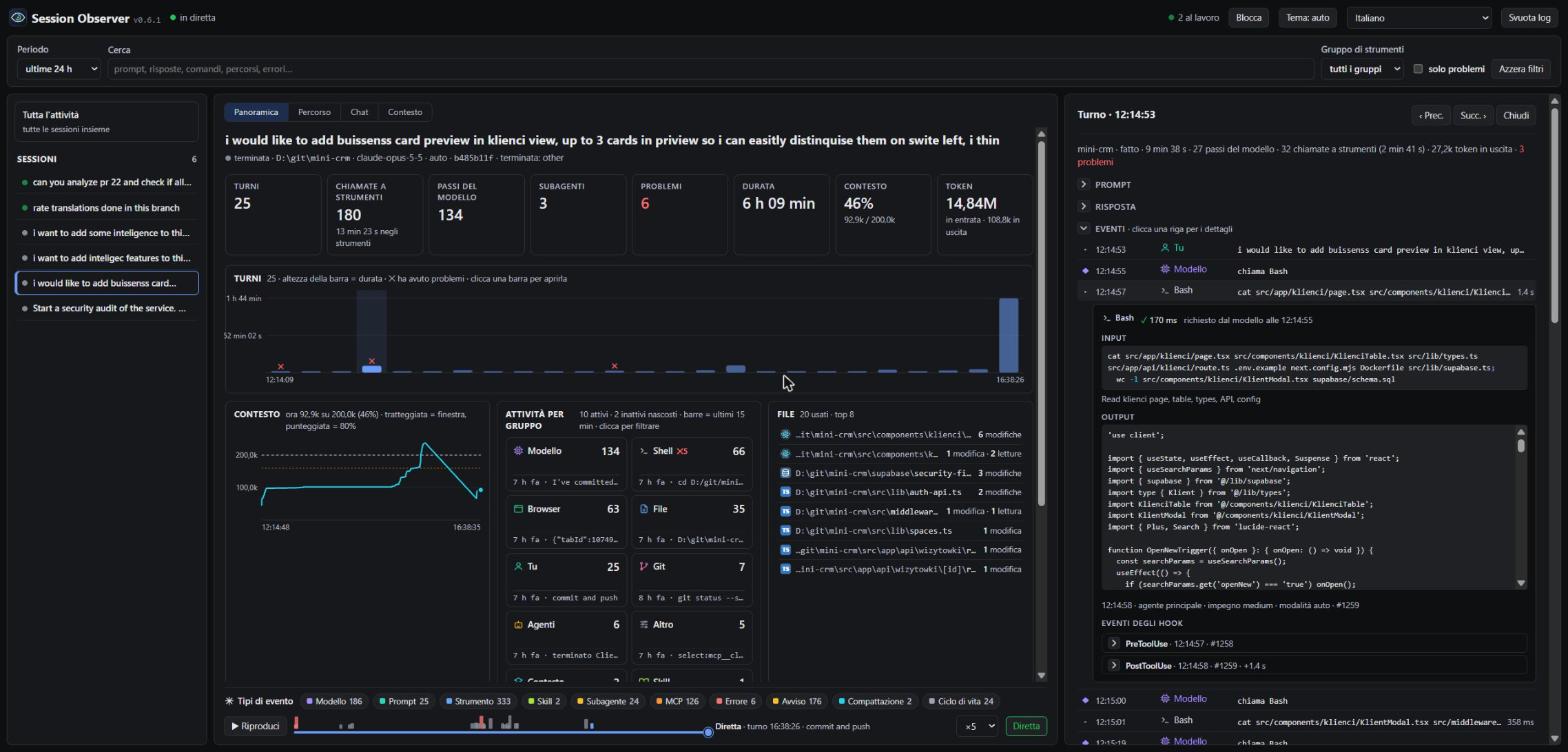 Session Observer v0.6.1 in diretta
2 al lavoro Blocca Tema: auto Italiano Svuota log
Periodo
ultime 24 h
Cerca
prompt, risposte, comandi, percorsi, errori...
Gruppo di strumenti
tutti i gruppi solo problemi Azzera filtri
Tutta l'attività
tutte le sessioni insieme
SESSIONI 6
can you analyze pr 22 and check if all...
rate translations done in this branch
I want to add some inteligence to thi...
i want to add inteligec features to thi...
i would like to add buissenss card...
Start a security audit of the service. ...
Panoramica Percorso Chat Contesto
i would like to add buissenss card preview in klienci view, up to 3 cards in priview so i can easitly distinquise them on swite left, i thin
terminata · D:\git\mini-crm · claude-opus-5-5 · auto · b485b11f · terminata: other
TURNI
25
CHIAMATE A
STRUMENTI
180
13 min 23 s negli
strumenti
PASSI DEL
MODELLO
134
SUBAGENTI
3
PROBLEMI
6
DURATA
6 h 09 min
CONTESTO
46%
92.9k / 200,0k
TOKEN
14,84M
in entrata · 108,8k in
uscita
TURNI 25 · altezza della barra = durata · ✕ ha avuto problemi · clicca una barra per aprirla
1 h 44 min
52 min 02 s
12:14:09 16:38:26
CONTESTO ora 92,9k su 200,0k (46%) · tratteggiata = finestra,
punteggiata = 80%
200,0k
100,0k
12:14:48 16:38:35
ATTIVITÀ PER
GRUPPO
10 attivi · 2 inattivi nascosti · barre = ultimi 15
min · clicca per filtrare
Modello 134
7 h fa · I've committed…
Shell ✕5 66
7 h fa · cd D:/git/mini…
Browser 63
7 h fa · {"tabId":10749…
File 35
7 h fa · D:\git\mini-cr…
Tu 25
7 h fa · commit and push
Git 7
8 h fa · git status --s…
Agenti 6
7 h fa · terminato Clie…
Altro 5
7 h fa · select:mcp__cl…
Contesto 2
Skill 1
FILE 20 usati · top 8
…it\mini-crm\src\components\klienci\… 6 modifiche
…it\mini-crm\src\components\k… 1 modifica · 2 letture
D:\git\mini-crm\supabase\security-fi… 3 modifiche
D:\git\mini-crm\src\lib\auth-api.ts 2 modifiche
D:\git\mini-crm\src\middlewar… 1 modifica · 1 lettura
D:\git\mini-crm\src\lib\spaces.ts 1 modifica
…git\mini-crm\src\app\api\wizytowki\r… 1 modifica
…ini-crm\src\app\api\wizytowki\[id]\r… 1 modifica
Tipi di evento Modello 186 Prompt 25 Strumento 333 Skill 2 Subagente 24 MCP 126 Errore 6 Avviso 176 Compattazione 2 Ciclo di vita 24
Riproduci Diretta · turno 16:38:26 · commit and push ×5 Diretta
Turno · 12:14:53
‹ Prec. Succ. › Chiudi
mini-crm · fatto · 9 min 38 s · 27 passi del modello · 32 chiamate a strumenti (2 min 41 s) · 27,2k token in uscita · 3
problemi
PROMPT
RISPOSTA
EVENTI · clicca una riga per i dettagli
12:14:53 Tu i would like to add buissenss card preview in klienci view, up…
12:14:55 Modello chiama Bash
12:14:57 Bash cat src/app/klienci/page.tsx src/components/klienci/Klienci… 1.4 s
Bash ✓ 170 ms richiesto dal modello alle 12:14:55
INPUT
cat src/app/klienci/page.tsx src/components/klienci/KlienciTable.tsx src/lib/types.ts
src/app/api/klienci/route.ts .env.example next.config.mjs Dockerfile src/lib/supabase.ts;
wc -l src/components/klienci/KlientModal.tsx supabase/schema.sql
Read klienci page, table, types, API, config
OUTPUT
'use client';
import { useState, useEffect, useCallback, Suspense } from 'react';
import { useSearchParams } from 'next/navigation';
import { supabase } from '@/lib/supabase';
import type { Klient } from '@/lib/types';
import KlienciTable from '@/components/klienci/KlienciTable';
import KlientModal from '@/components/klienci/KlientModal';
import { Plus, Search } from 'lucide-react';
function OpenNewTrigger({ onOpen }: { onOpen: () => void }) {
const searchParams = useSearchParams();
useEffect(() => {
if (searchParams.get('openNew') === 'true') onOpen();
12:14:58 · agente principale · impegno medium · modalità auto · #1259
EVENTI DEGLI HOOK
PreToolUse · 12:14:57 · #1258
PostToolUse · 12:14:58 · #1259 · +1.4 s
12:15:00 Modello chiama Bash
12:15:01 Bash cat src/components/klienci/KlientModal.tsx src/middleware… 358 ms
12:15:19 Modello chiama Bash